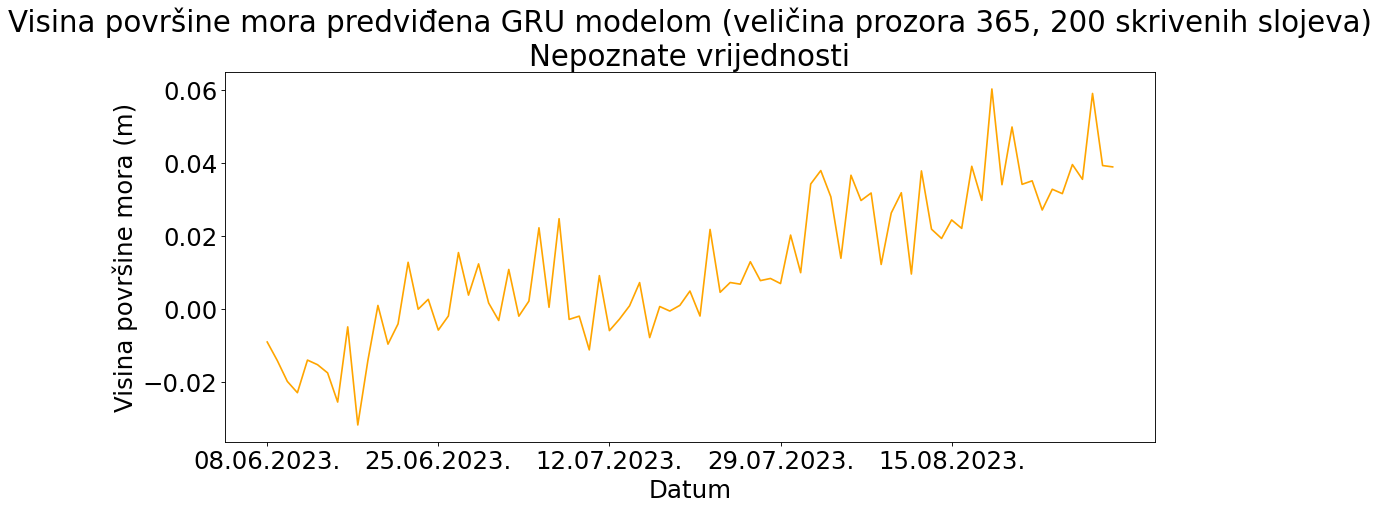 Visina površine mora predviđena GRU modelom (veličina prozora 365, 200 skrivenih slojeva)
Nepoznate vrijednosti
Visina površine mora (m)
0.06
0.04
0.02
0.00
−0.02
08.06.2023. 25.06.2023. 12.07.2023. 29.07.2023. 15.08.2023.
Datum